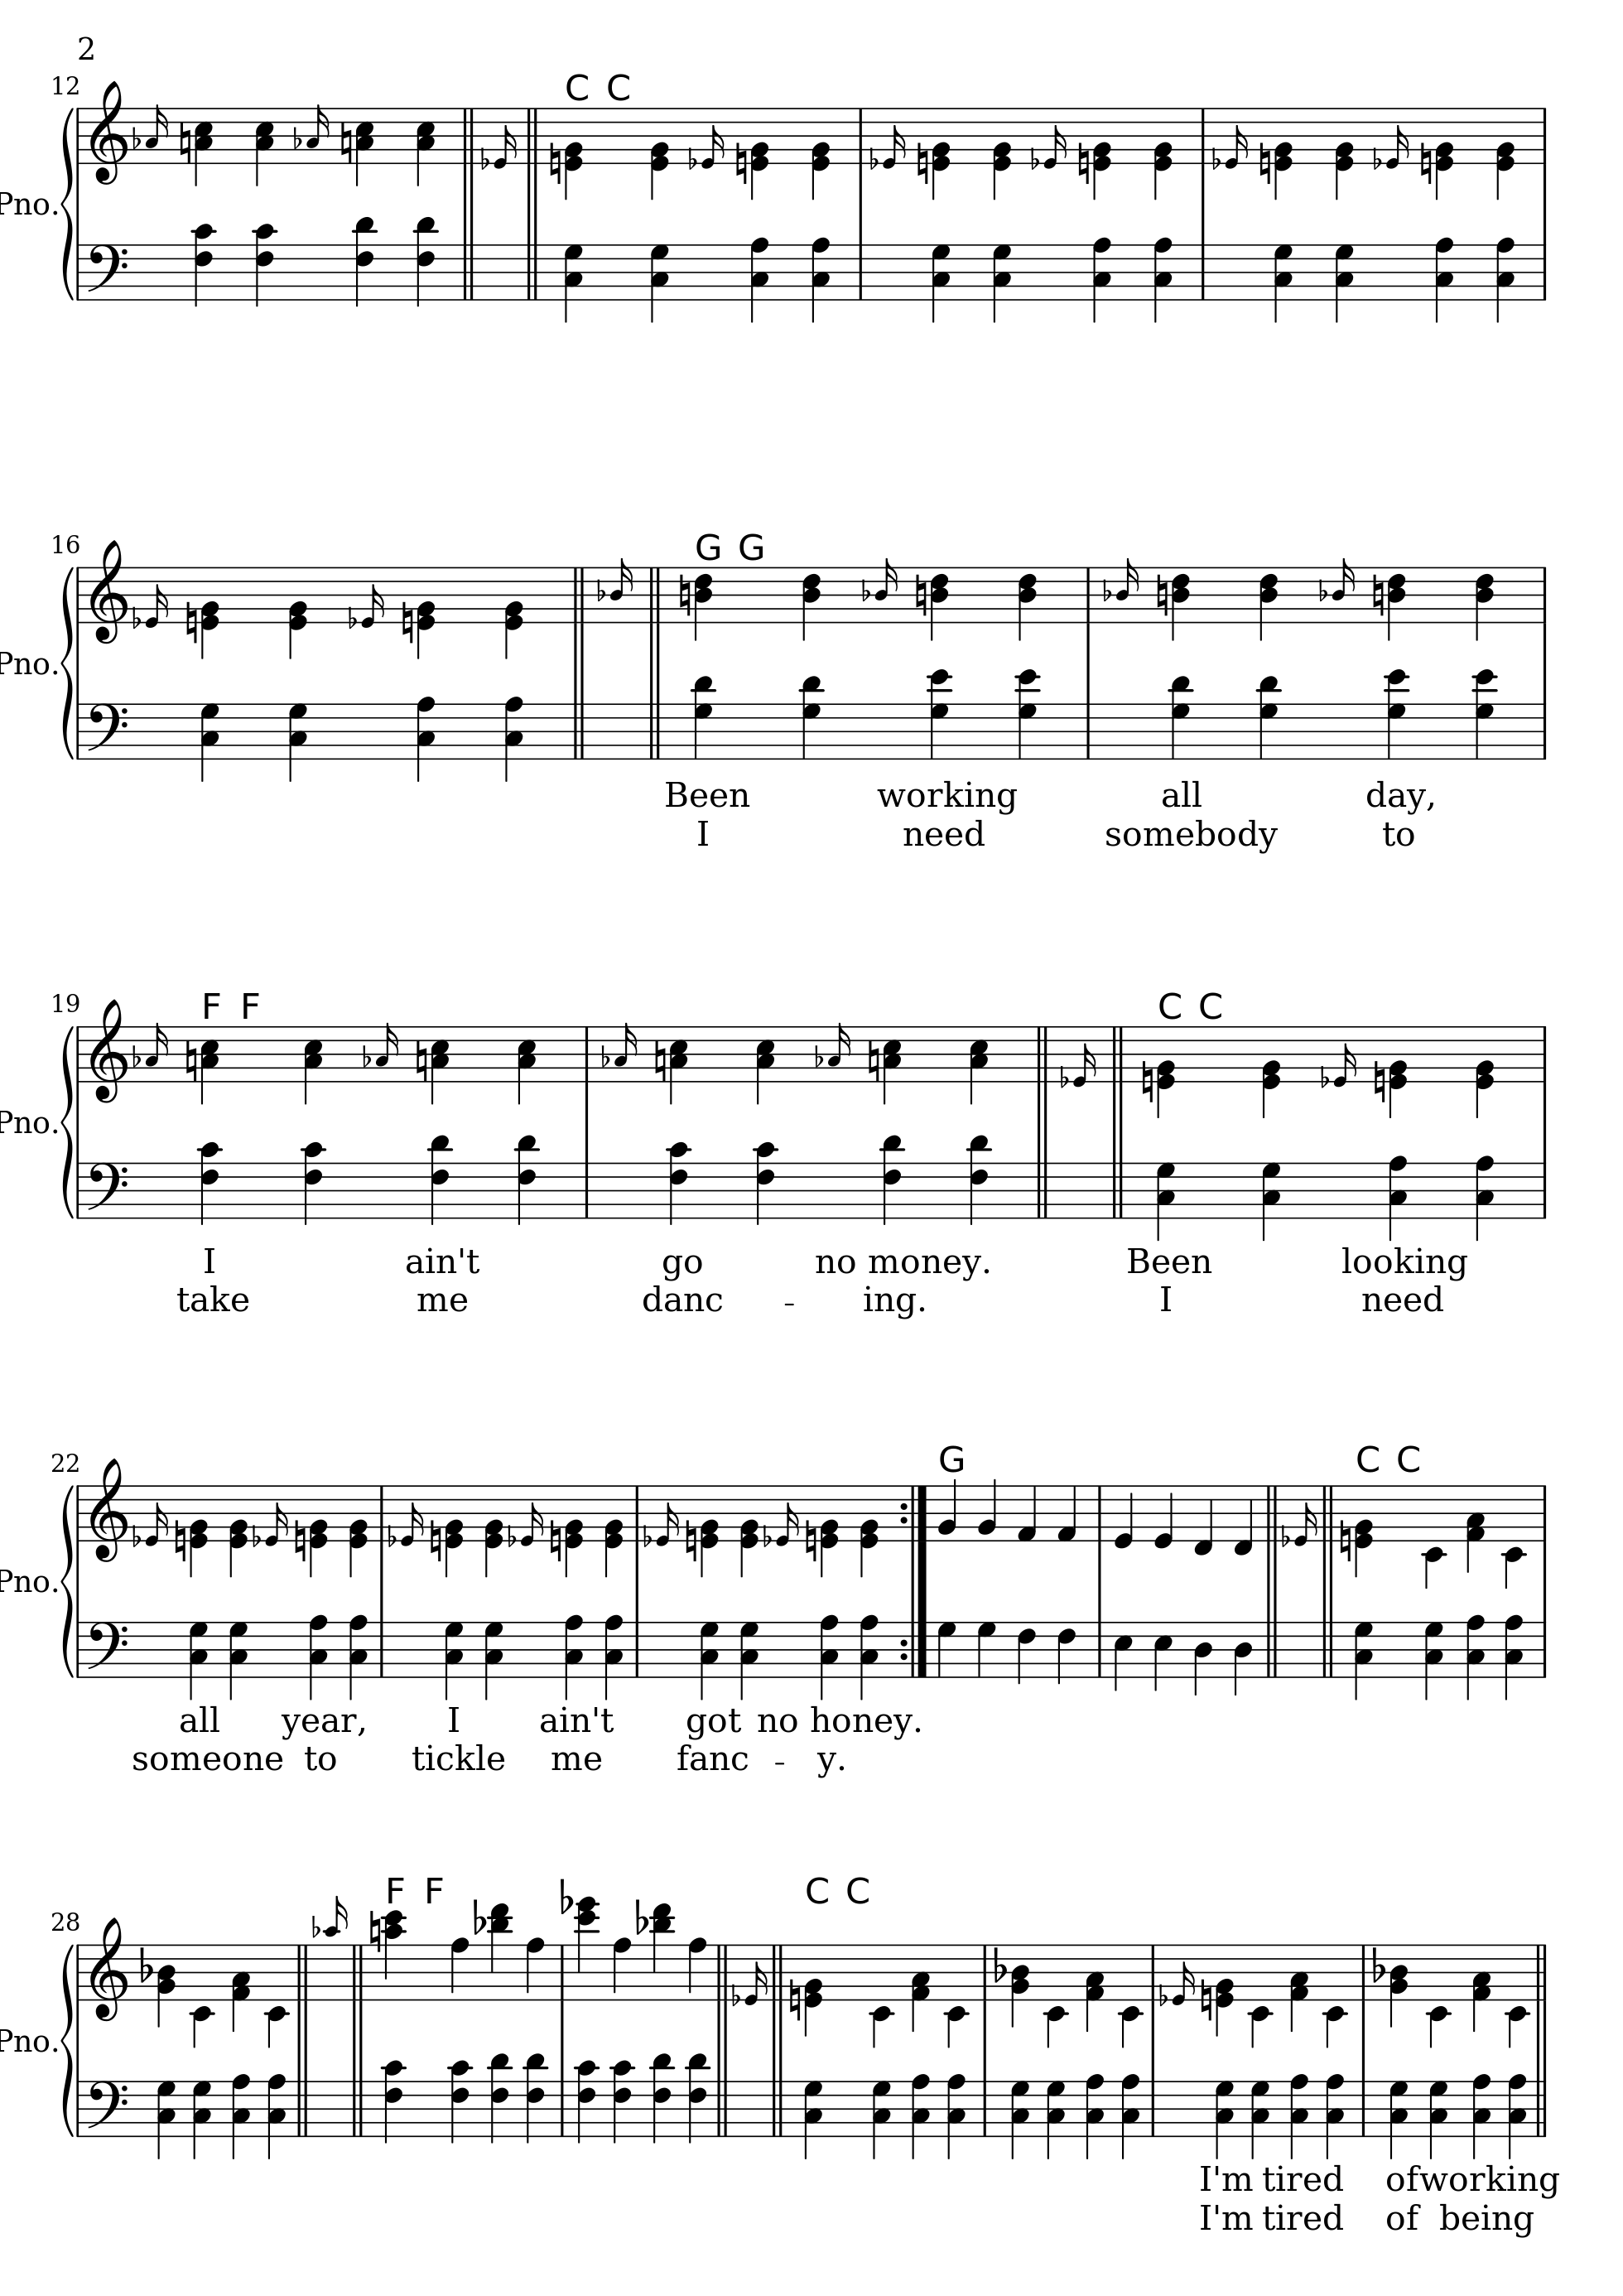 2
12
C C
Pno.
16
G G
Pno.
Been working all day,
I need somebody to
19
F F C C
Pno.
I ain't go no money. Been looking
take me danc - ing. I need
22
G C C
Pno.
all year, I ain't got no honey.
someone to tickle me fanc - y.
28
F F C C
Pno.
I'm tired ofworking
I'm tired of being